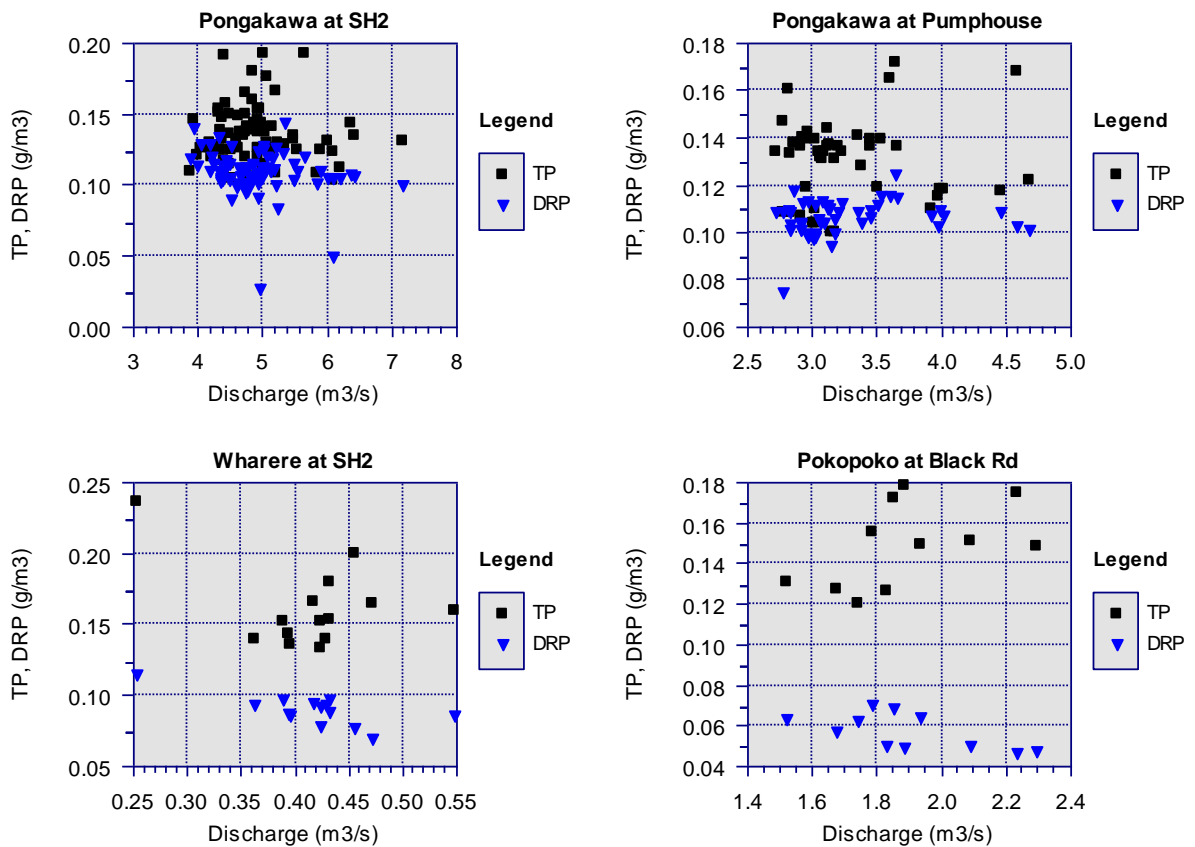 Pongakawa at SH2
0.20
0.15
0.10
0.05
0.00
TP, DRP (g/m3)
3 4 5 6 7 8
Discharge (m3/s)
Legend
TP
DRP
Pongakawa at Pumphouse
0.18
0.16
0.14
0.12
0.10
0.08
0.06
TP, DRP (g/m3)
2.5 3.0 3.5 4.0 4.5 5.0
Discharge (m3/s)
Legend
TP
DRP
Wharere at SH2
0.25
0.20
0.15
0.10
0.05
TP, DRP (g/m3)
0.25 0.30 0.35 0.40 0.45 0.50 0.55
Discharge (m3/s)
Legend
TP
DRP
Pokopoko at Black Rd
0.18
0.16
0.14
0.12
0.10
0.08
0.06
0.04
TP, DRP (g/m3)
1.4 1.6 1.8 2.0 2.2 2.4
Discharge (m3/s)
Legend
TP
DRP